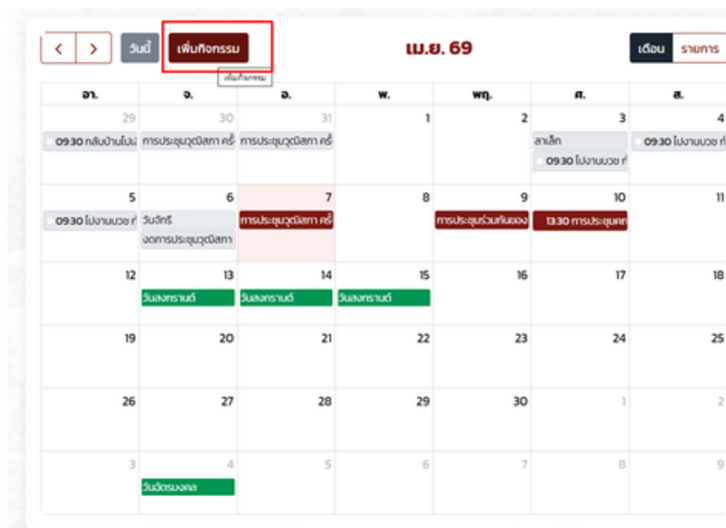 < > วันนี้ เพิ่มกิจกรรม เม.ย. 69 เดือน รายการ
เพิ่มกิจกรรม
อา. จ. อ. พ. พฤ. ศ. ส.
29 30 31 1 2 3 4
09:30 กลับบ้านไปเ การประชุมวุฒิสภา ครั้ การประชุมวุฒิสภา ครั้ ลาเล็ก 09:30 ไปงานบวช ที่
09:30 ไปงานบวช ที่
5 6 7 8 9 10 11
09:30 ไปงานบวช ที่ วันจักรี การประชุมวุฒิสภา ครั้ การประชุมร่วมกันของ 13:30 การประชุมคณ
งดการประชุมวุฒิสภา
12 13 14 15 16 17 18
วันสงกรานต์ วันสงกรานต์ วันสงกรานต์
19 20 21 22 23 24 25
26 27 28 29 30 1 2
3 4 5 6 7 8 9
วันฉัตรมงคล